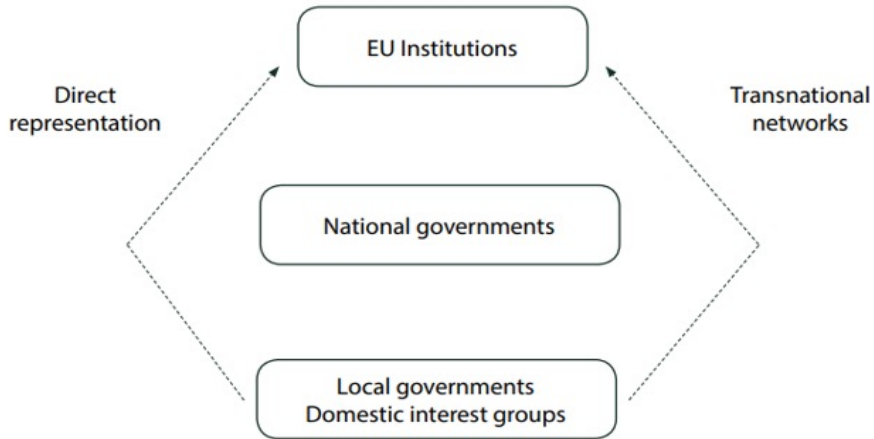 EU Institutions
Direct
representation
Transnational
networks
National governments
Local governments
Domestic interest groups